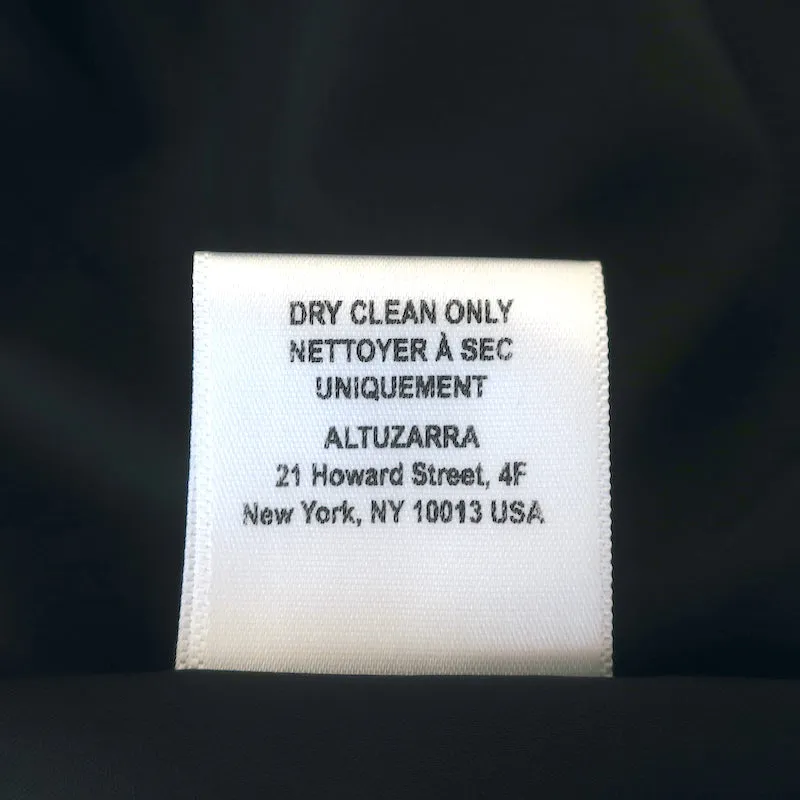 DRY CLEAN ONLY
NETTOYER À SEC
UNIQUEMENT
ALTUZARRA
21 Howard Street, 4F
New York, NY 10013 USA